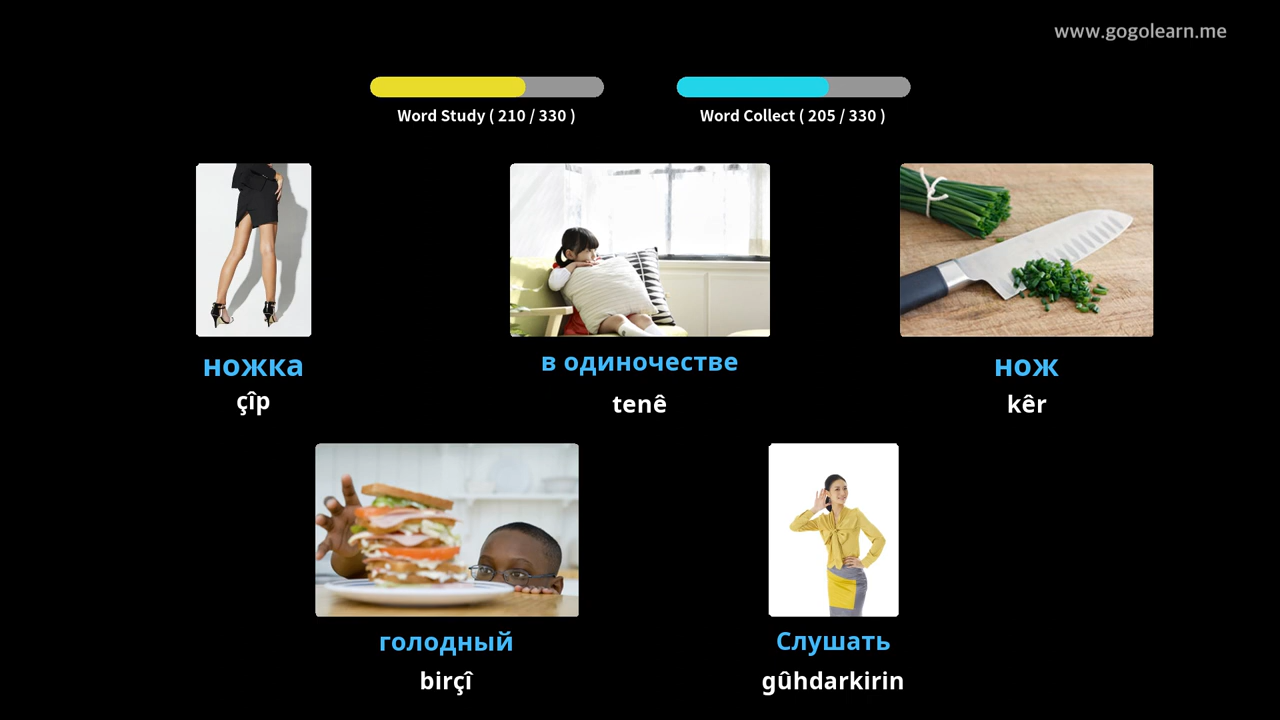 www.gogolearn.me
Word Study ( 210 / 330 )
Word Collect ( 205 / 330 )
ножка
çîp
в одиночестве
tenê
нож
kêr
голодный
birçî
Слушать
gûhdarkirin